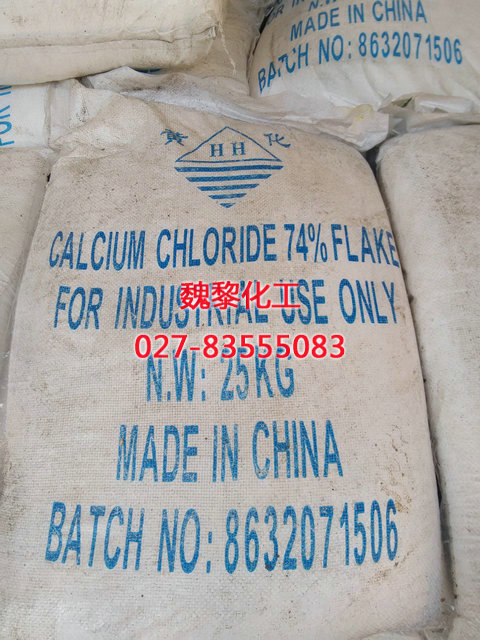 MADE IN CHINA
BATCH NO: 8632071506
黄 化
HH
CALCIUM CHLORIDE 74% FLAKE
FOR INDUSTRIAL USE ONLY
魏黎化工
027-83555083
N.W: 25KG
MADE IN CHINA
BATCH NO: 8632071506